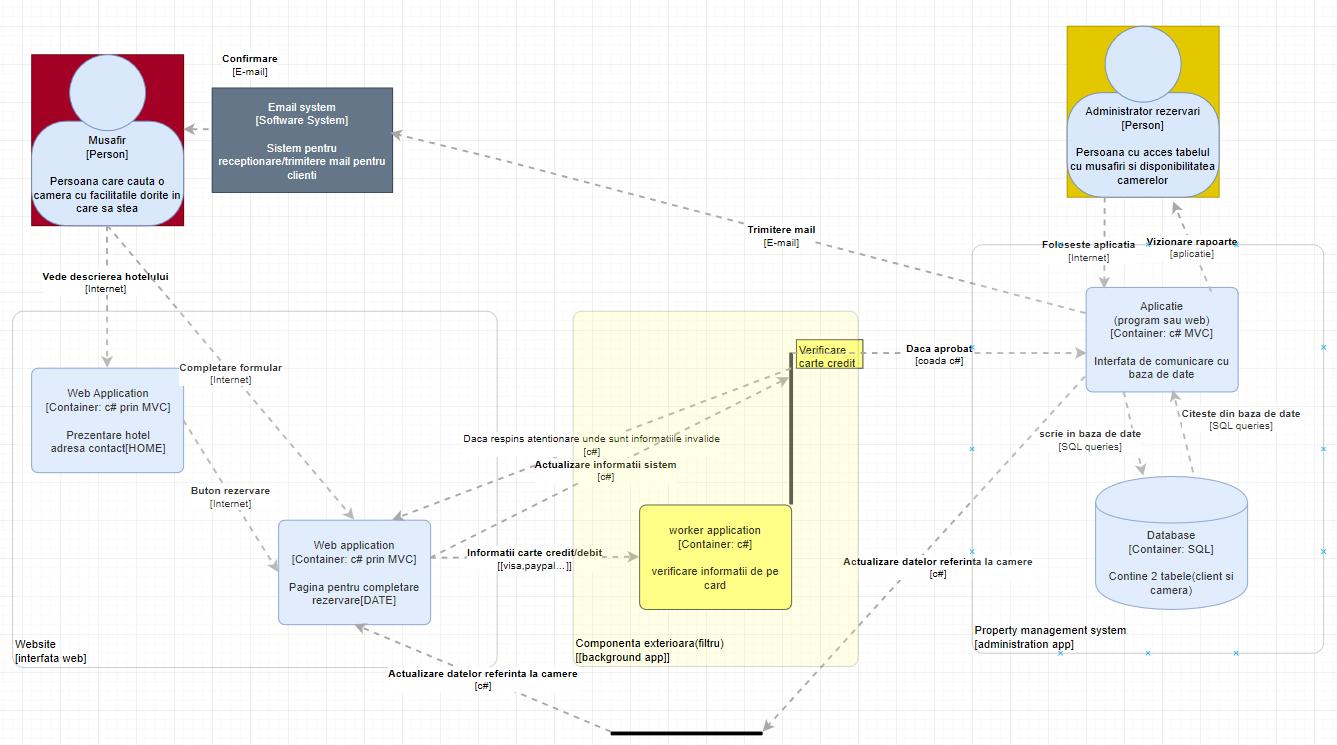 Confirmare
[E-mail]
Email system
[Software System]
Sistem pentru
receptionare/trimitere mail pentru
clienti
Musafir
[Person]
Persoana care cauta o
camera cu facilitatile dorite in
care sa stea
Administrator rezervari
[Person]
Persoana cu acces tabelul
cu musafiri si disponibilitatea
camerelor
Trimitere mail
[E-mail]
Foloseste aplicatia
[Internet]
Vizionare rapoarte
[aplicatie]
Vede descrierea hotelului
[Internet]
Aplicatie
(program sau web)
[Container: c# MVC]
Interfata de comunicare cu
baza de date
Verificare
carte credit
Daca aprobat
[coada c#]
Completare formular
[Internet]
Web Application
[Container: c# prin MVC]
Prezentare hotel
adresa contact[HOME]
Citeste din baza de date
[SQL queries]
scrie in baza de date
[SQL queries]
Daca respins atentionare unde sunt informatiile invalide
[c#]
Actualizare informatii sistem
[c#]
Buton rezervare
[Internet]
Web application
[Container: c# prin MVC]
Pagina pentru completare
rezervare[DATE]
Informatii carte credit/debit
[[visa,paypal...]]
worker application
[Container: c#]
verificare informatii de pe
card
Database
[Container: SQL]
Contine 2 tabele(client si
camera)
Actualizare datelor referinta la camere
[c#]
Website
[interfata web]
Componenta exterioara(filtru)
[[background app]]
Property management system
[administration app]
Actualizare datelor referinta la camere
[c#]